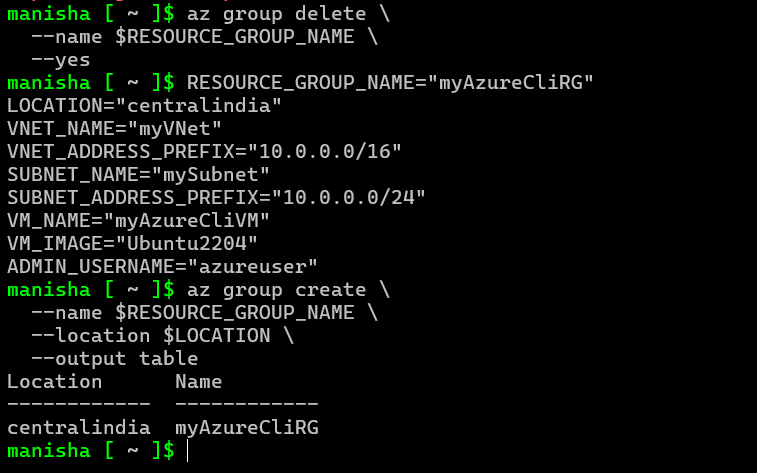 manisha [ ~ ]$ az group delete \
  --name $RESOURCE_GROUP_NAME \
  --yes
manisha [ ~ ]$ RESOURCE_GROUP_NAME="myAzureCliRG"
LOCATION="centralindia"
VNET_NAME="myVNet"
VNET_ADDRESS_PREFIX="10.0.0.0/16"
SUBNET_NAME="mySubnet"
SUBNET_ADDRESS_PREFIX="10.0.0.0/24"
VM_NAME="myAzureCliVM"
VM_IMAGE="Ubuntu2204"
ADMIN_USERNAME="azureuser"
manisha [ ~ ]$ az group create \
  --name $RESOURCE_GROUP_NAME \
  --location $LOCATION \
  --output table
Location      Name
------------  ------------
centralindia  myAzureCliRG
manisha [ ~ ]$